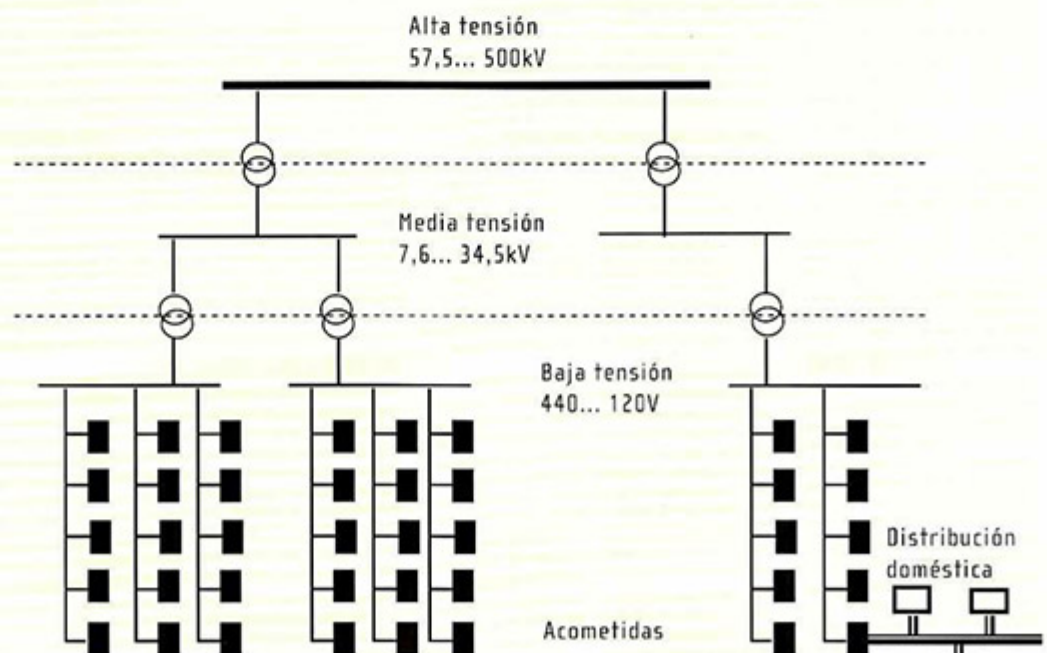 Alta tensión
57,5... 500kV
Media tensión
7,6... 34,5kV
Baja tensión
440... 120V
Distribución
doméstica
Acometidas